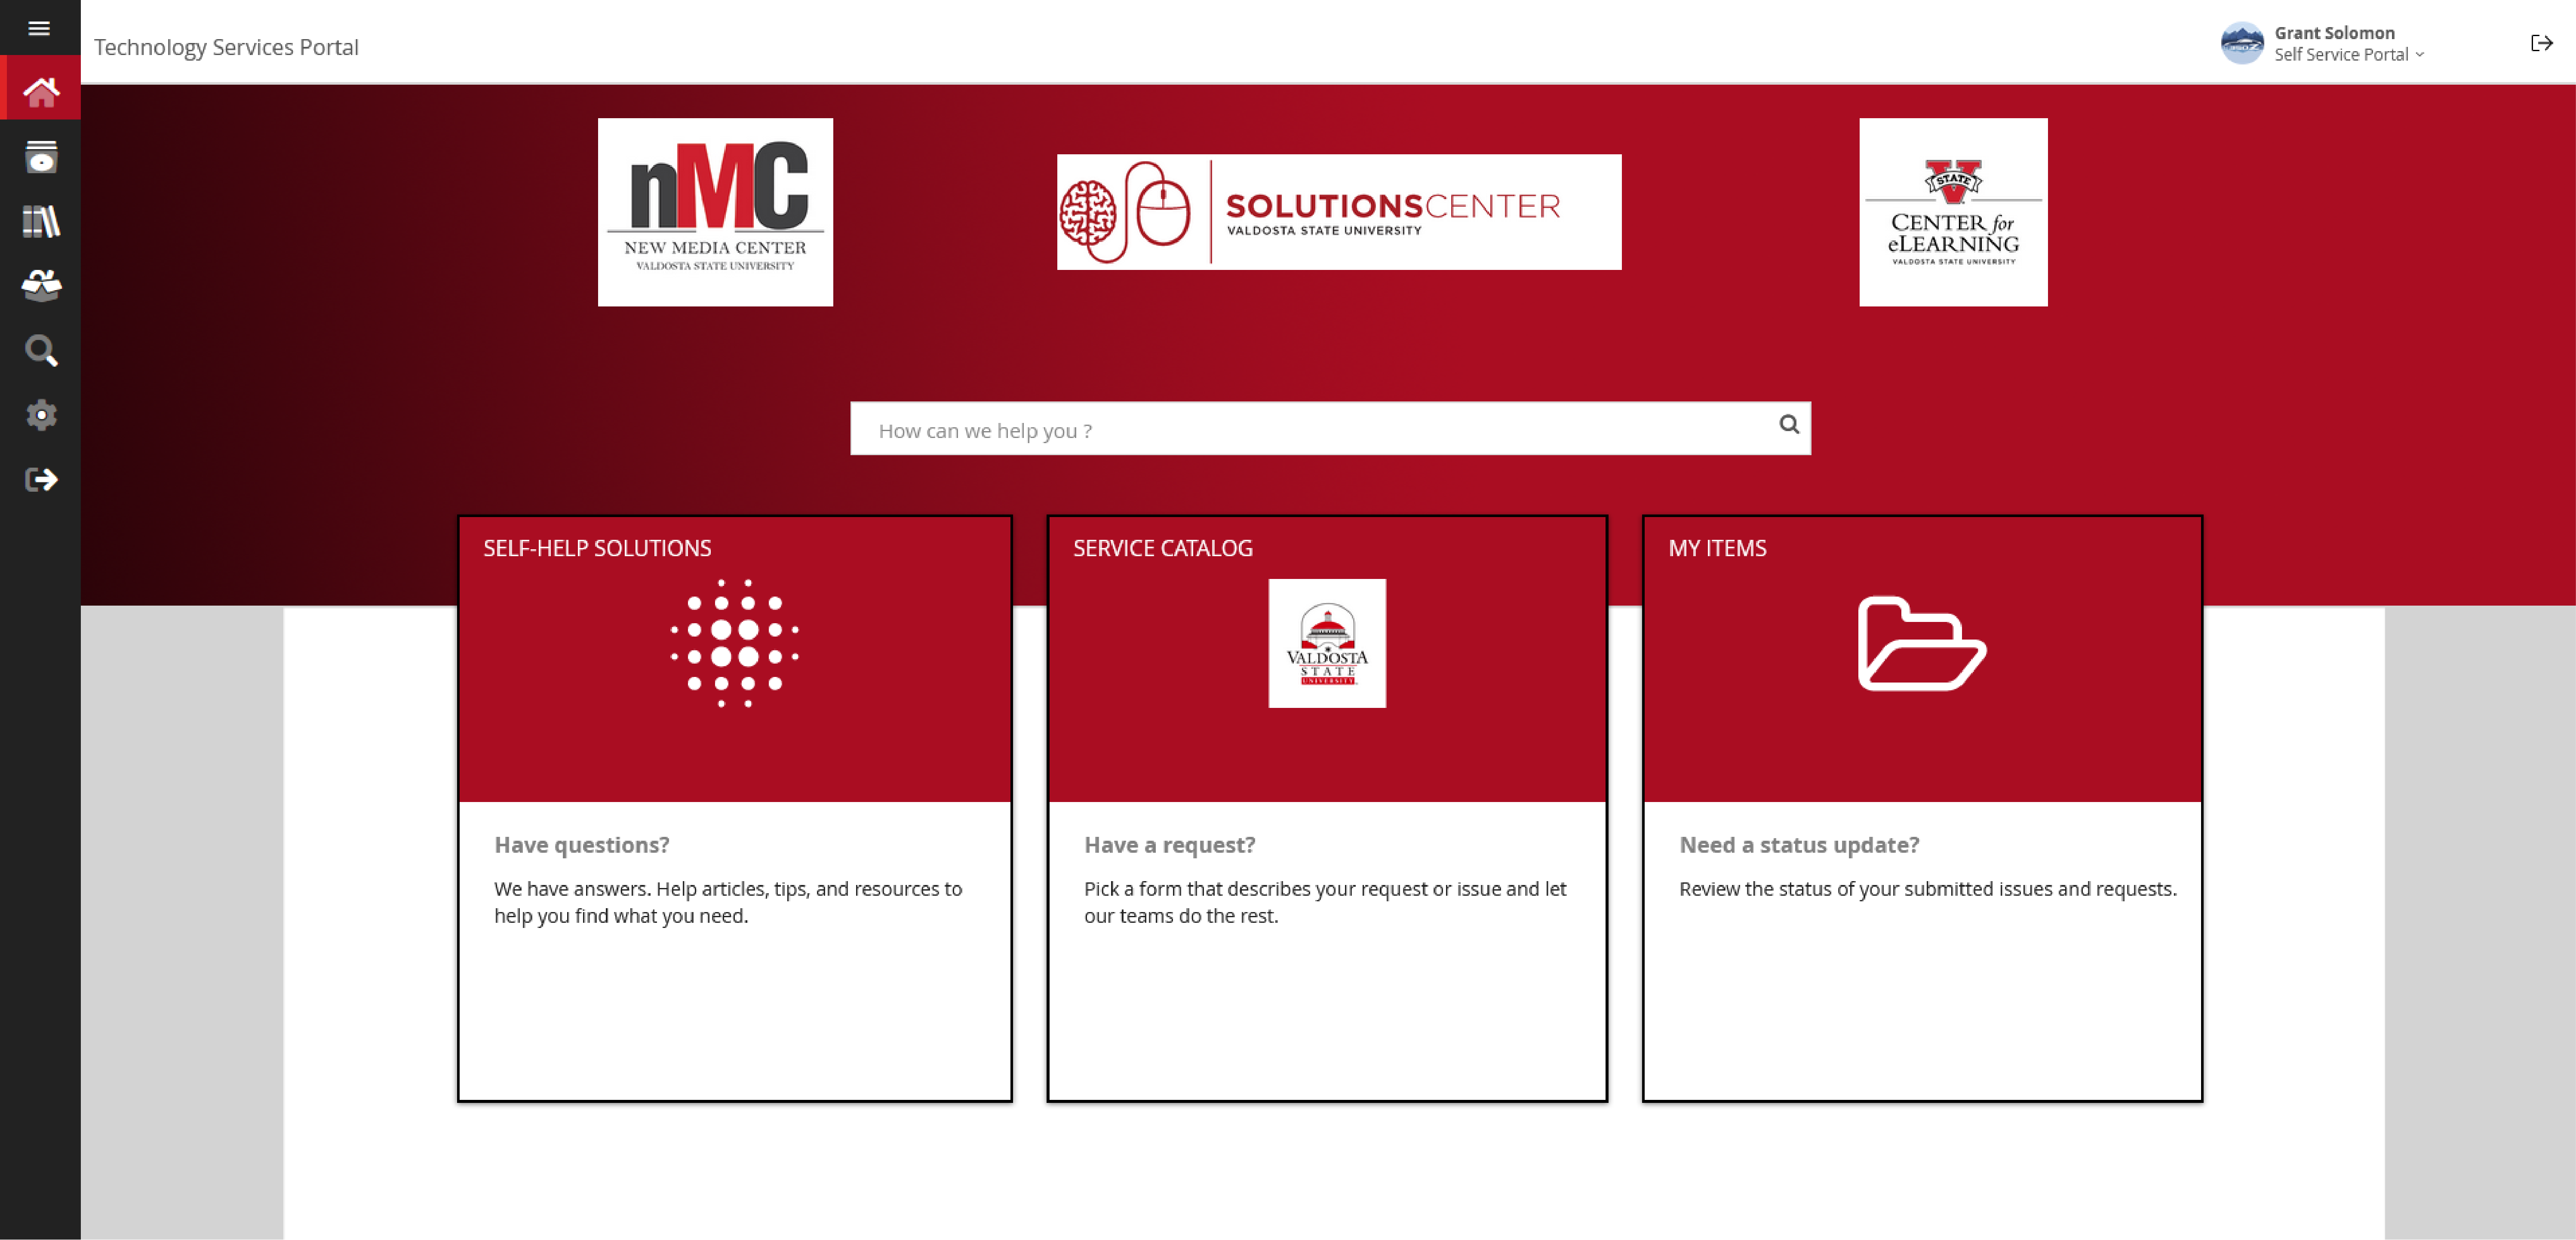 Technology Services Portal
Grant Solomon
Self Service Portal
nMC
NEW MEDIA CENTER
VALDOSTA STATE UNIVERSITY
SOLUTIONSCENTER
VALDOSTA STATE UNIVERSITY
V
STATE
CENTER for
eLEARNING
VALDOSTA STATE UNIVERSITY
How can we help you ?
SELF-HELP SOLUTIONS
Have questions?
We have answers. Help articles, tips, and resources to
help you find what you need.
SERVICE CATALOG
VALDOSTA
STATE
UNIVERSITY
Have a request?
Pick a form that describes your request or issue and let
our teams do the rest.
MY ITEMS
Need a status update?
Review the status of your submitted issues and requests.